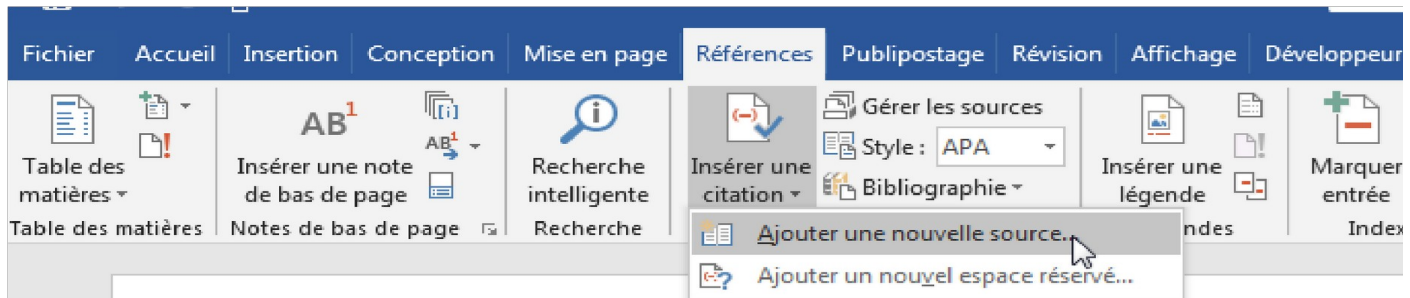 Fichier Accueil Insertion Conception Mise en page Références Publipostage Révision Affichage Développeur
Table des
matières
Table des matières
AB1
Insérer une note
de bas de page
[i]
AB1
Notes de bas de page
Recherche
intelligente
Recherche
Insérer une
citation
Gérer les sources
Style : APA
Bibliographie
Insérer une
légende
ndes
Marquer
entrée
Index
Ajouter une nouvelle source...
Ajouter un nouvel espace réservé...